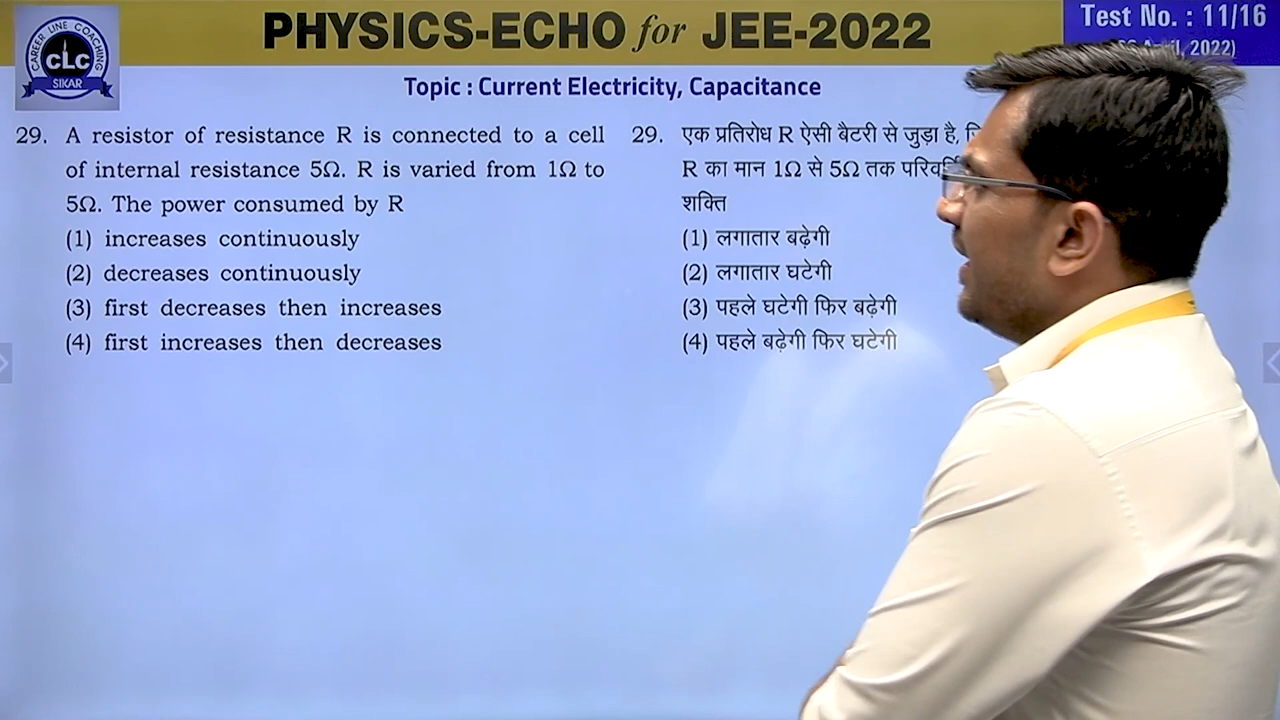 PHYSICS-ECHO for JEE-2022
Test No. : 11/16
April, 2022)
CAREER LINE COACHING
CLC
SIKAR
Topic : Current Electricity, Capacitance
29. A resistor of resistance R is connected to a cell
of internal resistance 5Ω. R is varied from 1Ω to
5Ω. The power consumed by R
(1) increases continuously
(2) decreases continuously
(3) first decreases then increases
(4) first increases then decreases
29. एक प्रतिरोध R ऐसी बैटरी से जुड़ा है,
R का मान 1Ω से 5Ω तक
शक्ति
(1) लगातार बढ़ेगी
(2) लगातार घटेगी
(3) पहले घटेगी फिर बढ़ेगी
(4) पहले बढ़ेगी फिर घटेगी